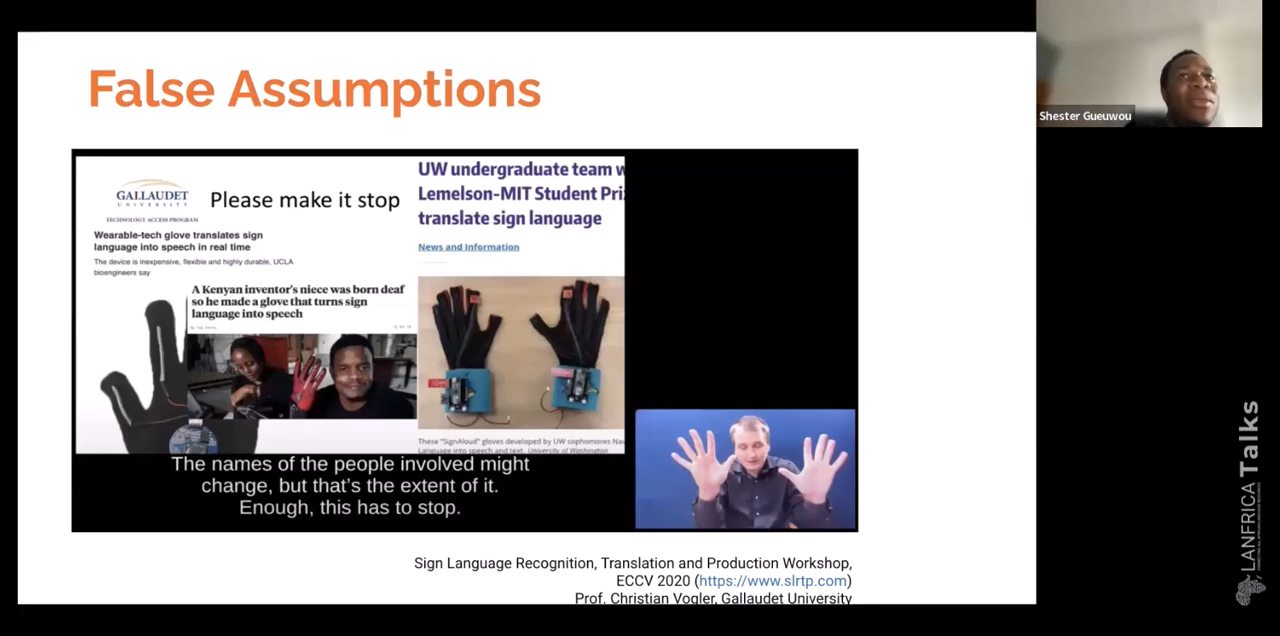 False Assumptions
Shester Gueuwou
GALLAUDET
UNIVERSITY
TECHNOLOGY ACCESS PROGRAM
Please make it stop
Wearable-tech glove translates sign
language into speech in real time
The device is inexpensive, flexible and highly durable, UCLA
bioengineers say
A Kenyan inventor's niece was born deaf
so he made a glove that turns sign
language into speech
UW undergraduate team w
Lemelson-MIT Student Pri
translate sign language
News and Information
These "SignAloud" gloves developed by UW sophomores Nav
Language into speech and text. University of Washington
The names of the people involved might
change, but that's the extent of it.
Enough, this has to stop.
Sign Language Recognition, Translation and Production Workshop,
ECCV 2020 (https://www.slrtp.com)
Prof. Christian Vogler, Gallaudet University
LANFRICA Talks